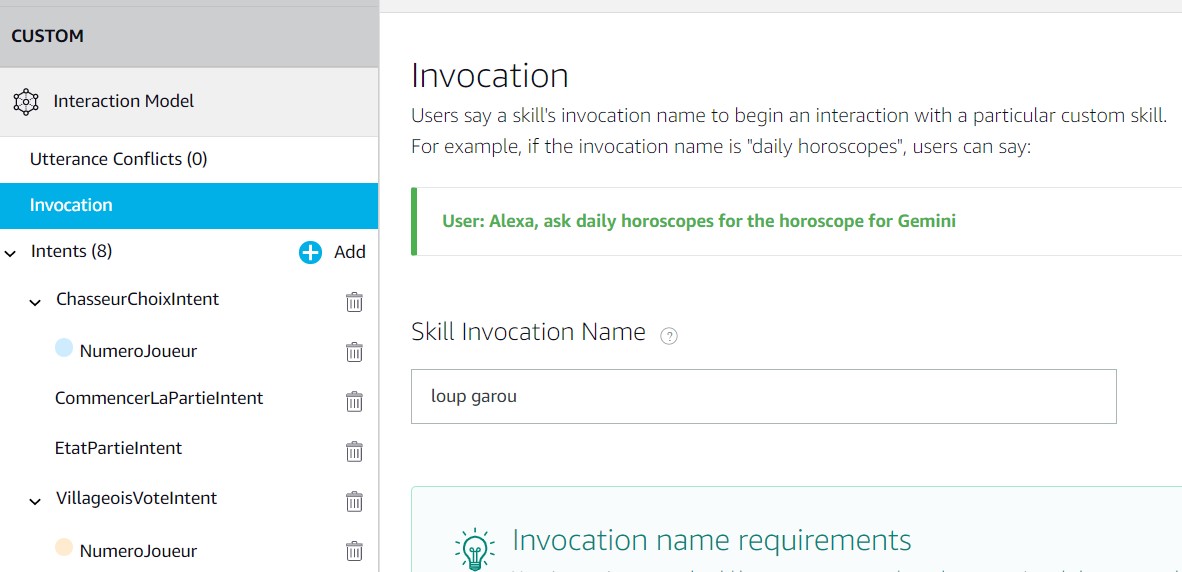 CUSTOM
Interaction Model
Utterance Conflicts (0)
Invocation
Intents (8)
Add
ChasseurChoixIntent
NumeroJoueur
CommencerLaPartieIntent
EtatPartieIntent
VillageoisVoteIntent
NumeroJoueur
Invocation
Users say a skill's invocation name to begin an interaction with a particular custom skill.
For example, if the invocation name is "daily horoscopes", users can say:
User: Alexa, ask daily horoscopes for the horoscope for Gemini
Skill Invocation Name ?
loup garou
Invocation name requirements